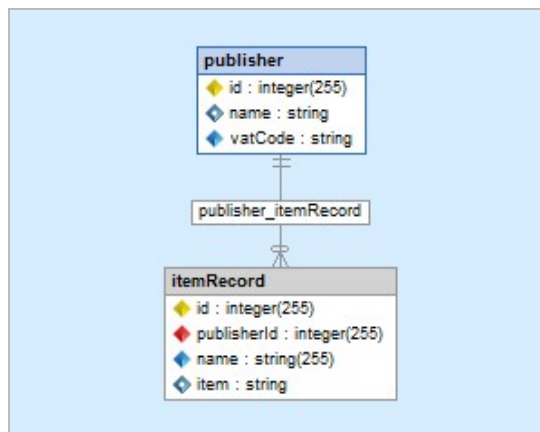 publisher
id : integer(255)
name : string
vatCode : string
publisher_itemRecord
itemRecord
id : integer(255)
publisherId : integer(255)
name : string(255)
item : string